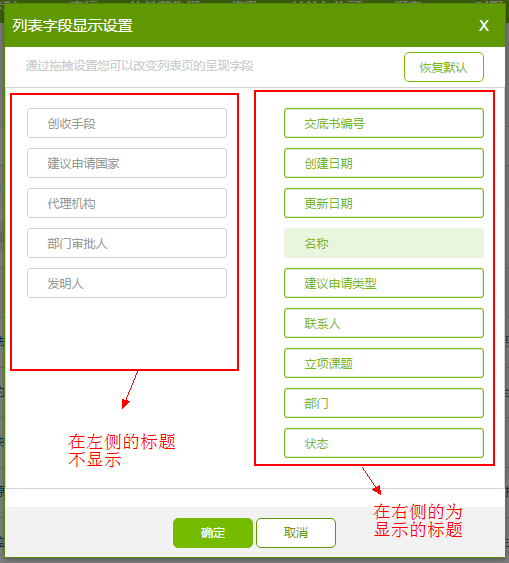 列表字段显示设置 X
通过拖拽设置您可以改变列表页的呈现字段 恢复默认
创收手段
建议申请国家
代理机构
部门审批人
发明人
交底书编号
创建日期
更新日期
名称
建议申请类型
联系人
立项课题
部门
状态
在左侧的标题
不显示
在右侧的为
显示的标题
确定 取消